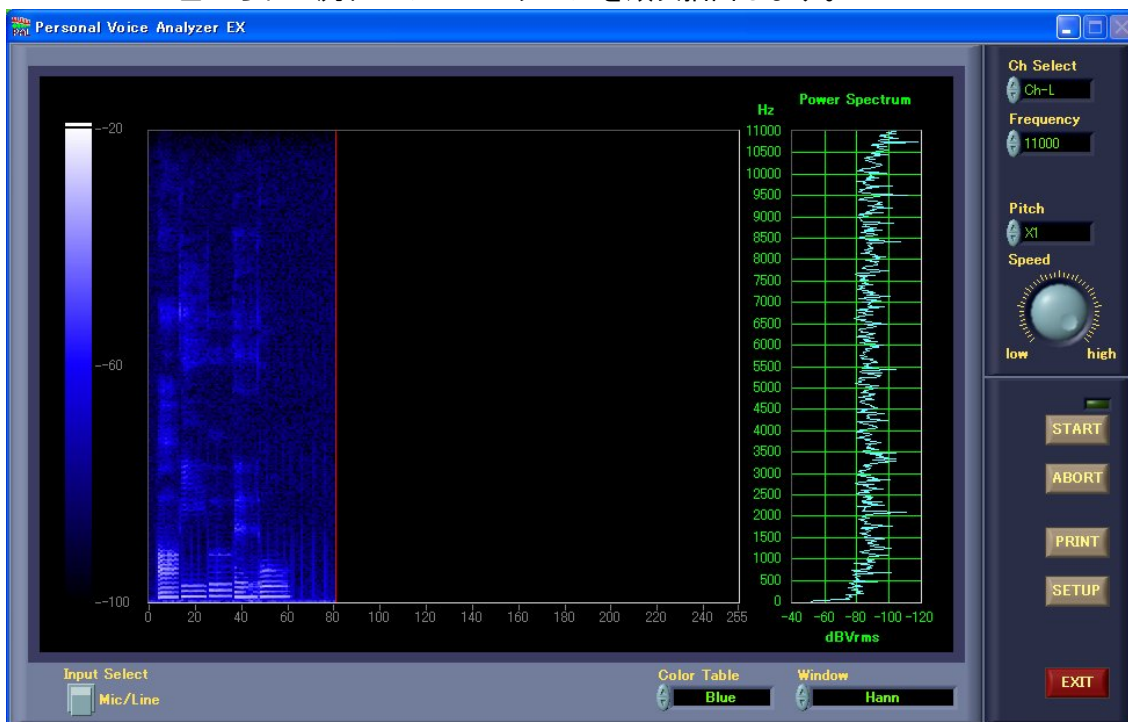 Personal Voice Analyzer EX
Ch Select
Ch-L
Frequency
11000
Pitch
X1
Speed
low high
START
ABORT
PRINT
SETUP
EXIT
--20
--60
--100
0 20 40 60 80 100 120 140 160 180 200 220 240 255
Hz
11000
10500
10000
9500
9000
8500
8000
7500
7000
6500
6000
5500
5000
4500
4000
3500
3000
2500
2000
1500
1000
500
0
Power Spectrum
-40 -60 -80 -100 -120
dBVrms
Input Select
Mic/Line
Color Table
Blue
Window
Hann